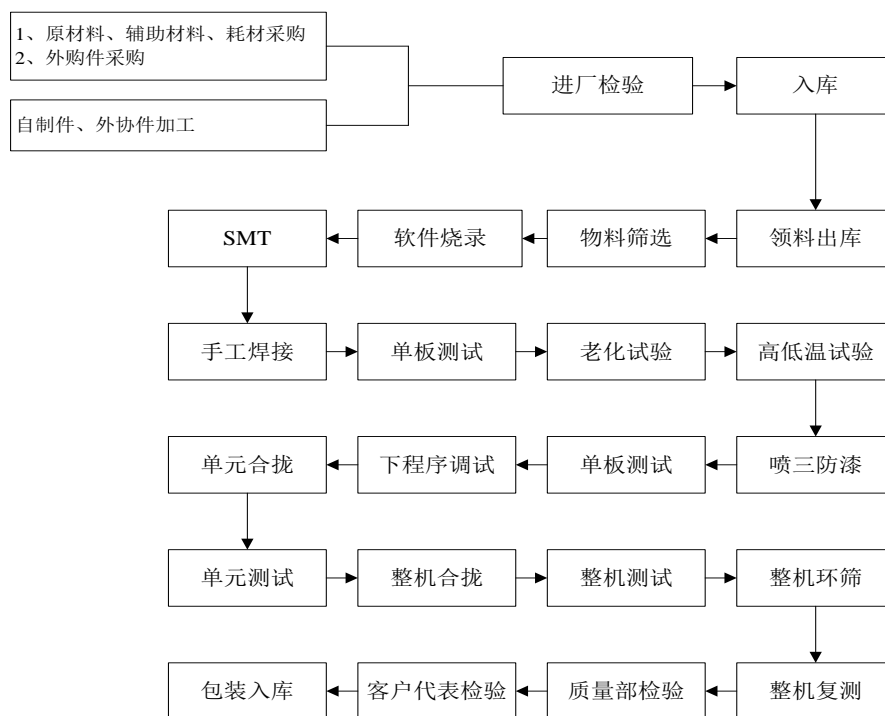 1、原材料、辅助材料、耗材采购
2、外购件采购
自制件、外协件加工
进厂检验
入库
领料出库
物料筛选
软件烧录
SMT
手工焊接
单板测试
老化试验
高低温试验
喷三防漆
单板测试
下程序调试
单元合拢
单元测试
整机合拢
整机测试
整机环筛
整机复测
质量部检验
客户代表检验
包装入库